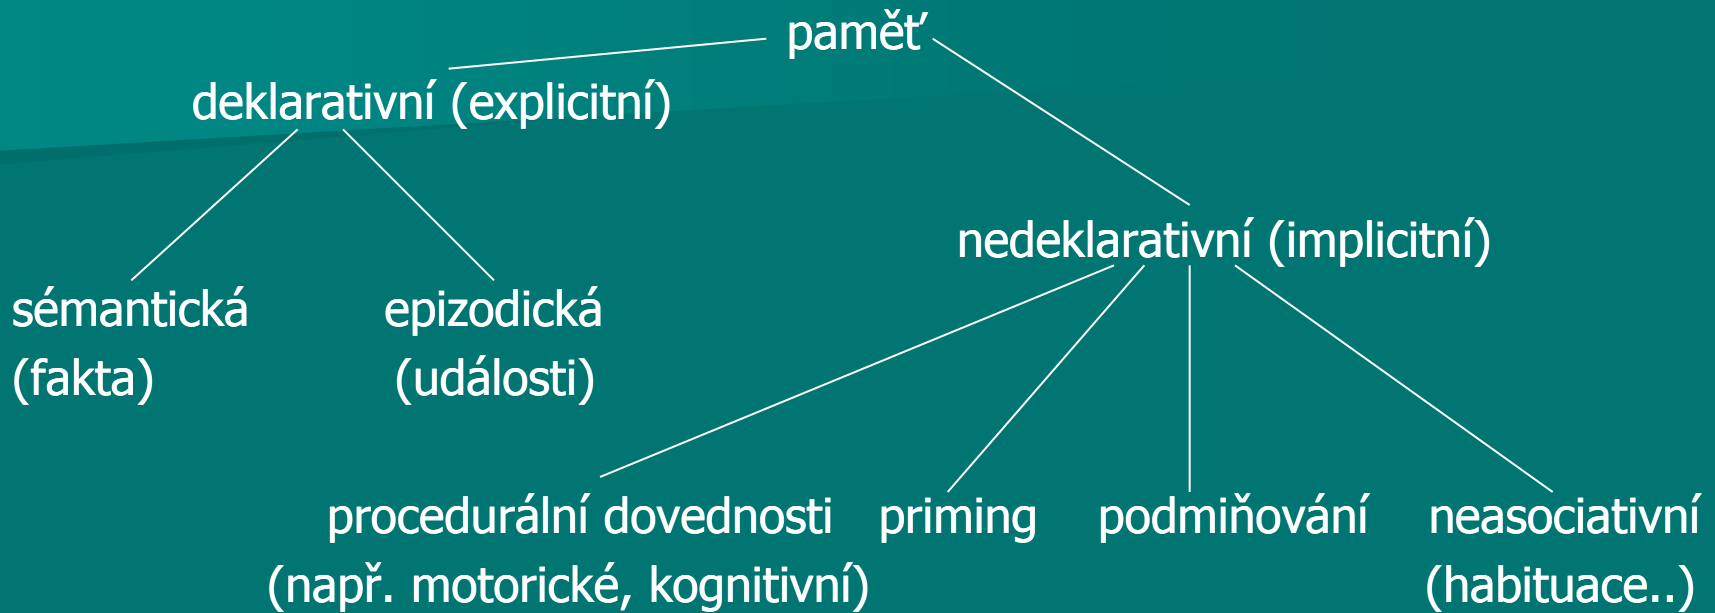 paměť
deklarativní (explicitní)
nedeklarativní (implicitní)
sémantická epizodická
(fakta) (události)
procedurální dovednosti priming podmiňování neasociativní
(např. motorické, kognitivní) (habituace..)